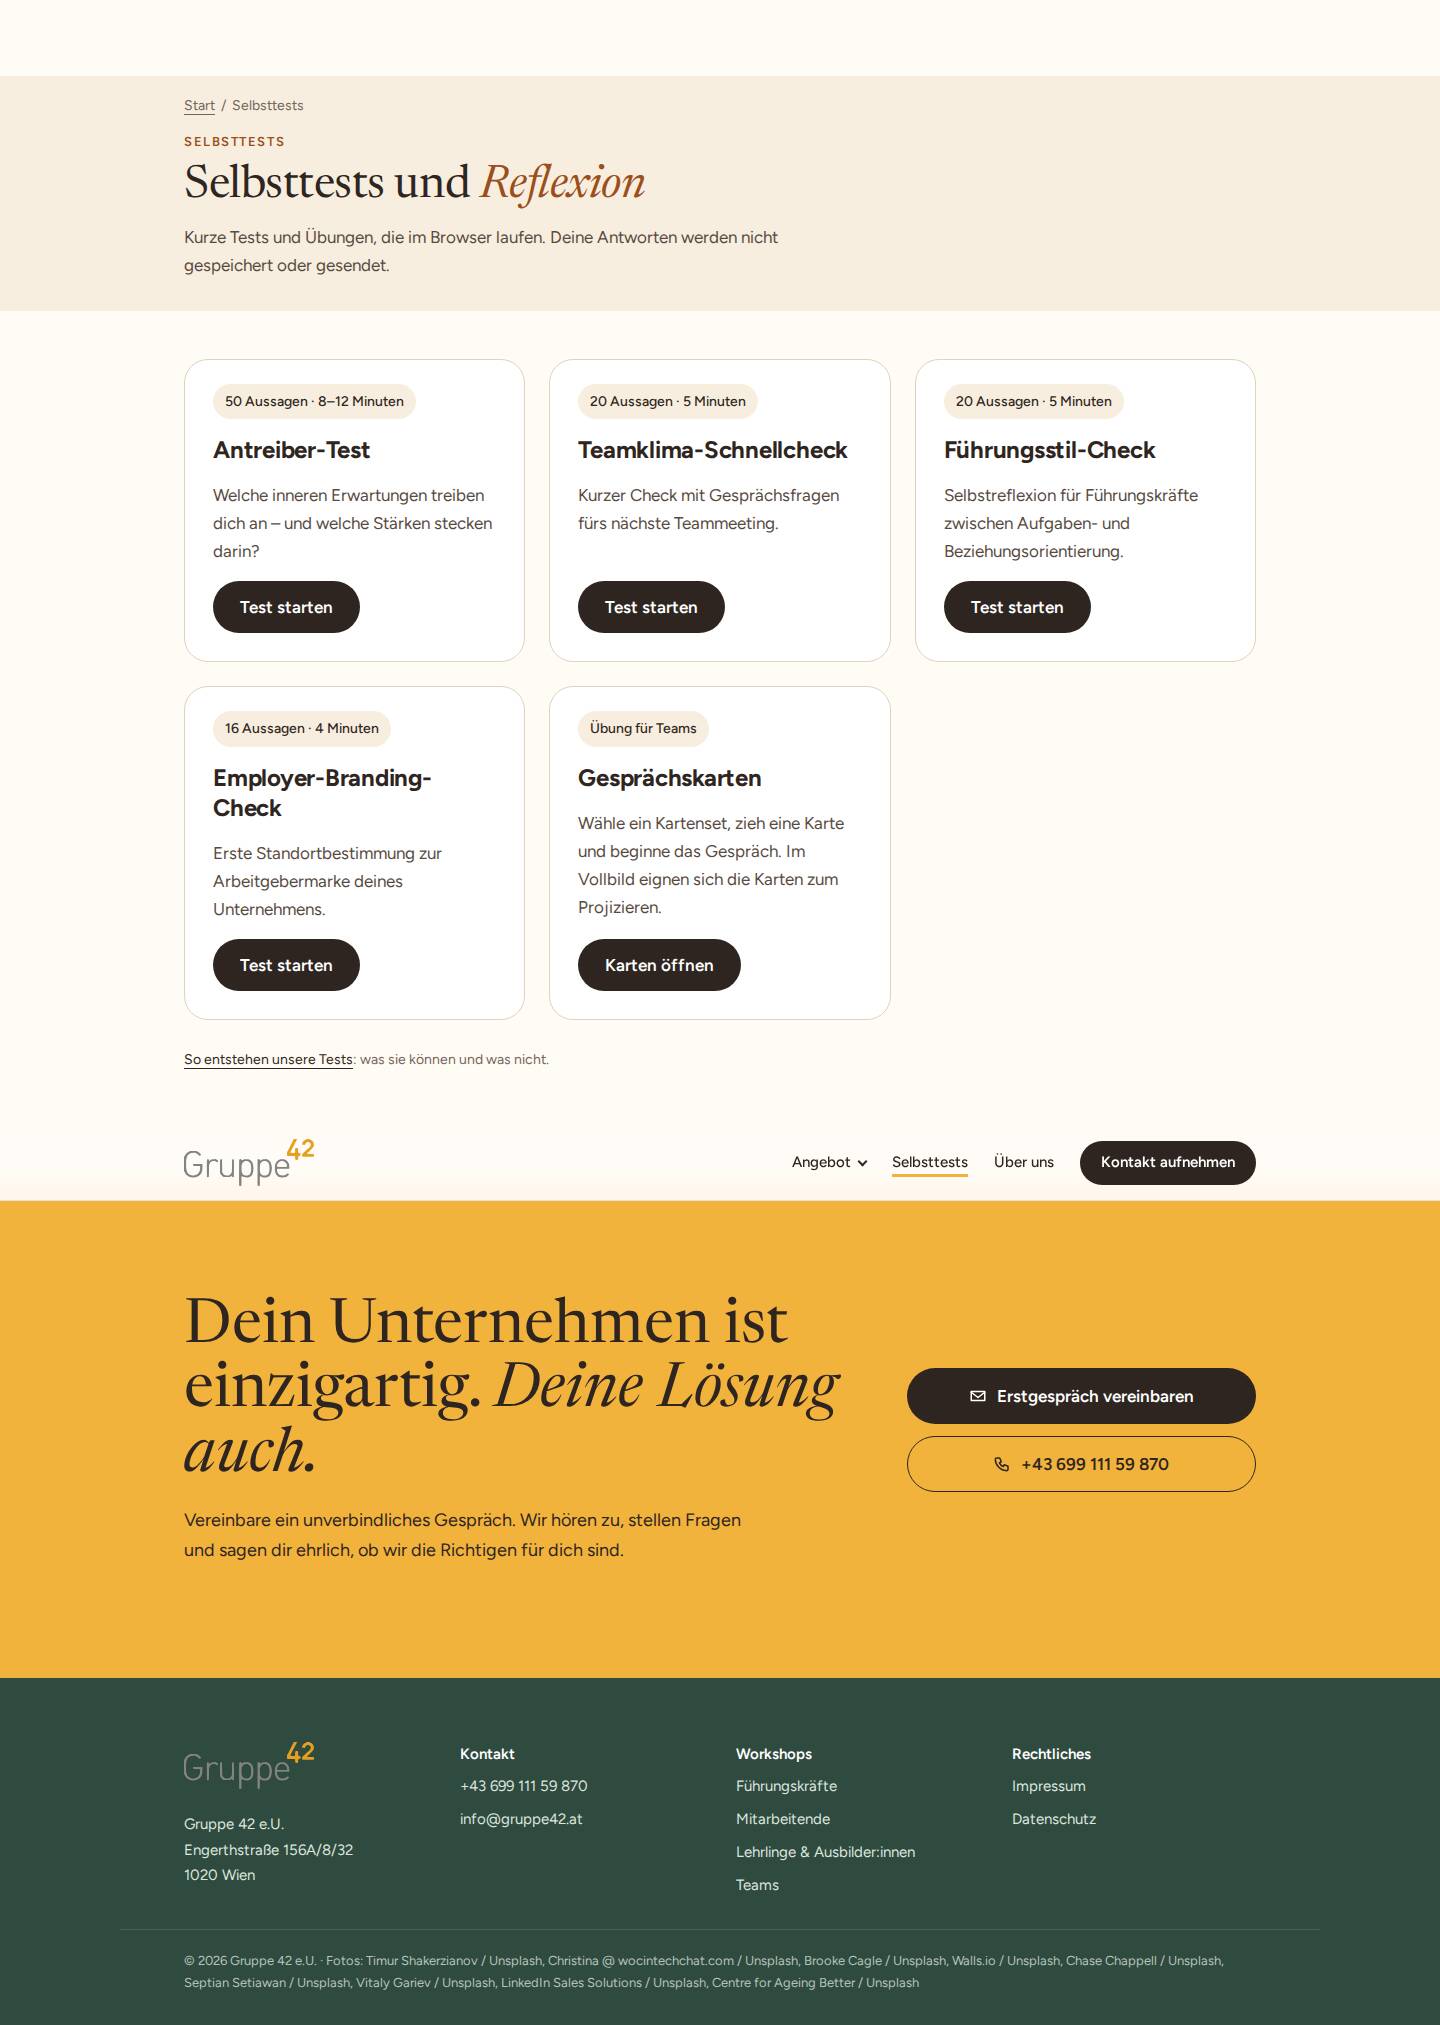 Start / Selbsttests
SELBSTTESTS
Selbsttests und Reflexion
Kurze Tests und Übungen, die im Browser laufen. Deine Antworten werden nicht
gespeichert oder gesendet.
50 Aussagen · 8–12 Minuten
Antreiber-Test
Welche inneren Erwartungen treiben
dich an – und welche Stärken stecken
darin?
Test starten
20 Aussagen · 5 Minuten
Teamklima-Schnellcheck
Kurzer Check mit Gesprächsfragen
fürs nächste Teammeeting.
Test starten
20 Aussagen · 5 Minuten
Führungsstil-Check
Selbstreflexion für Führungskräfte
zwischen Aufgaben- und
Beziehungsorientierung.
Test starten
16 Aussagen · 4 Minuten
Employer-Branding-
Check
Erste Standortbestimmung zur
Arbeitgebermarke deines
Unternehmens.
Test starten
Übung für Teams
Gesprächskarten
Wähle ein Kartenset, zieh eine Karte
und beginne das Gespräch. Im
Vollbild eignen sich die Karten zum
Projizieren.
Karten öffnen
So entstehen unsere Tests: was sie können und was nicht.
Gruppe42
Angebot
Selbsttests
Über uns
Kontakt aufnehmen
Dein Unternehmen ist
einzigartig. Deine Lösung
auch.
Vereinbare ein unverbindliches Gespräch. Wir hören zu, stellen Fragen
und sagen dir ehrlich, ob wir die Richtigen für dich sind.
Erstgespräch vereinbaren
+43 699 111 59 870
Gruppe42
Gruppe 42 e.U.
Engerthstraße 156A/8/32
1020 Wien
Kontakt
+43 699 111 59 870
info@gruppe42.at
Workshops
Führungskräfte
Mitarbeitende
Lehrlinge & Ausbilder:innen
Teams
Rechtliches
Impressum
Datenschutz
© 2026 Gruppe 42 e.U. · Fotos: Timur Shakerzianov / Unsplash, Christina @ wocintechchat.com / Unsplash, Brooke Cagle / Unsplash, Walls.io / Unsplash, Chase Chappell / Unsplash,
Septian Setiawan / Unsplash, Vitaly Gariev / Unsplash, LinkedIn Sales Solutions / Unsplash, Centre for Ageing Better / Unsplash